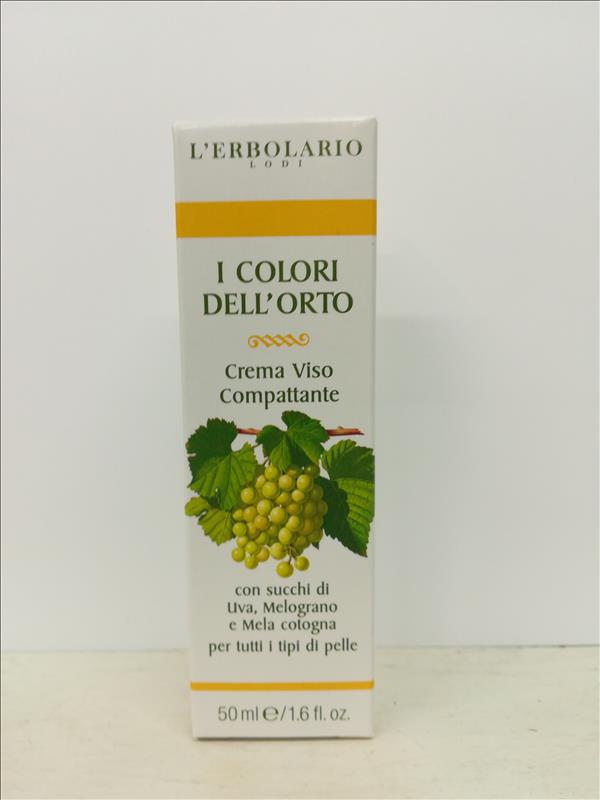 L'ERBOLARIO
LODI
I COLORI
DELL'ORTO
Crema Viso
Compattante
con succhi di
Uva, Melograno
e Mela cotogna
per tutti i tipi di pelle
50 ml ℮/1.6 fl. oz.